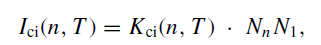 I_ci(n, T) = K_ci(n, T) · N_n N_1,